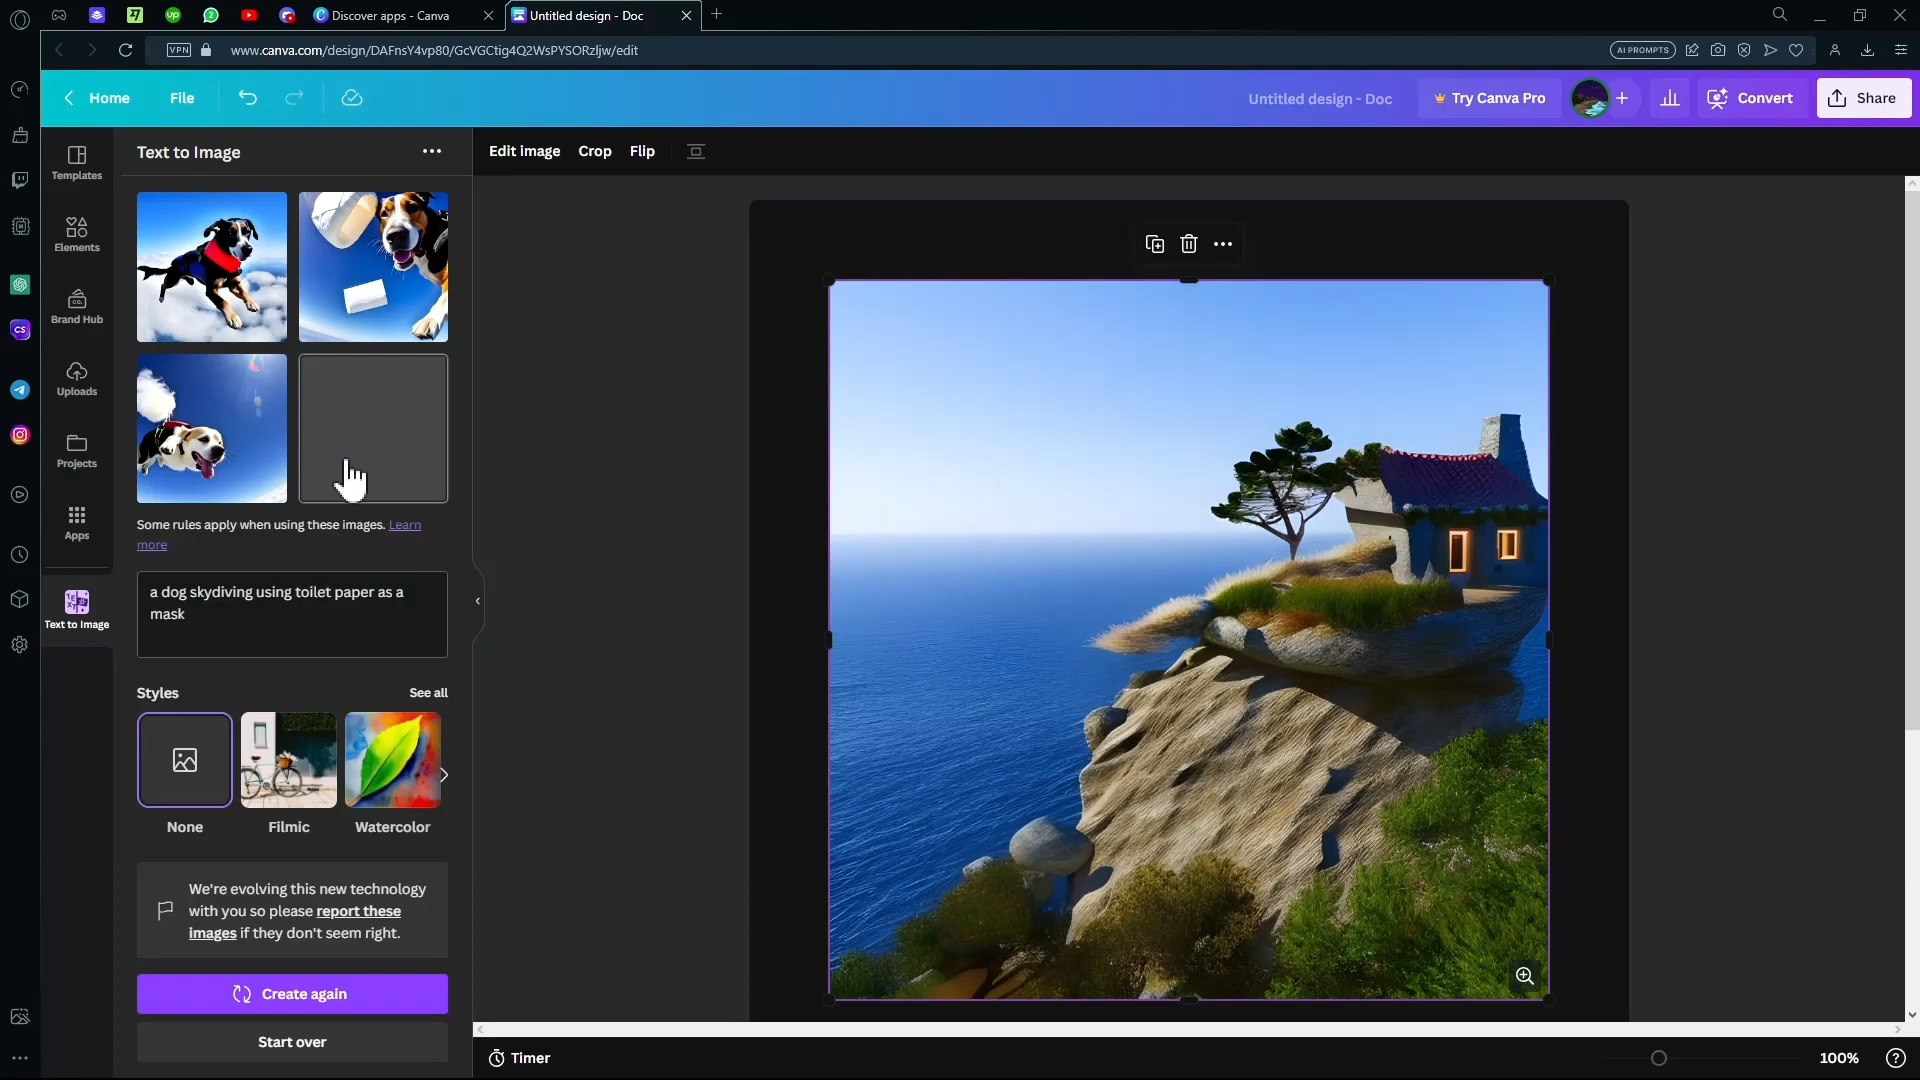 Discover apps - Canva
Untitled design - Doc
VPN
www.canva.com/design/DAFnsY4vp80/GcVGCtig4Q2WsPYSORzljw/edit
AI PROMPTS
Home
File
Untitled design - Doc
Try Canva Pro
Convert
Share
Templates
Elements
Brand Hub
Uploads
Projects
Apps
Text to Image
Text to Image
Edit image
Crop
Flip
Some rules apply when using these images. Learn
more
a dog skydiving using toilet paper as a
mask
Styles
See all
None
Filmic
Watercolor
We're evolving this new technology
with you so please report these
images if they don't seem right.
Create again
Start over
Timer
100%